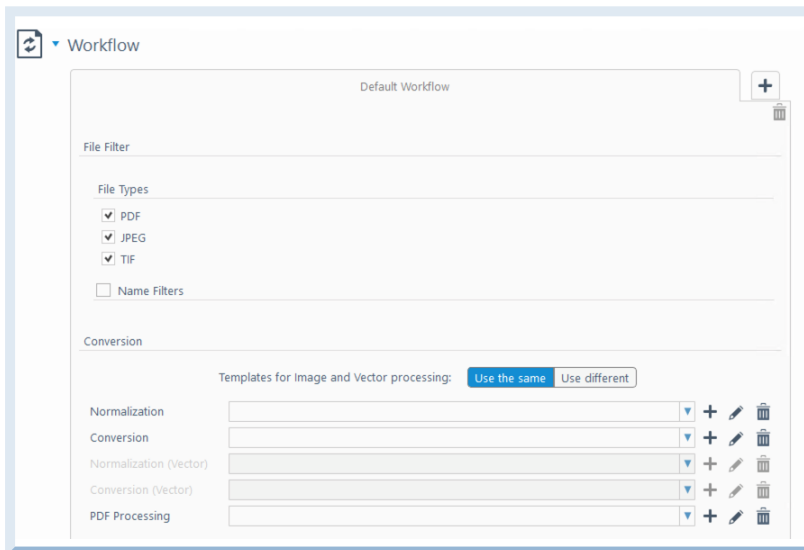 Workflow
Default Workflow
File Filter
File Types
PDF
JPEG
TIF
Name Filters
Conversion
Templates for Image and Vector processing: Use the same Use different
Normalization
Conversion
Normalization (Vector)
Conversion (Vector)
PDF Processing